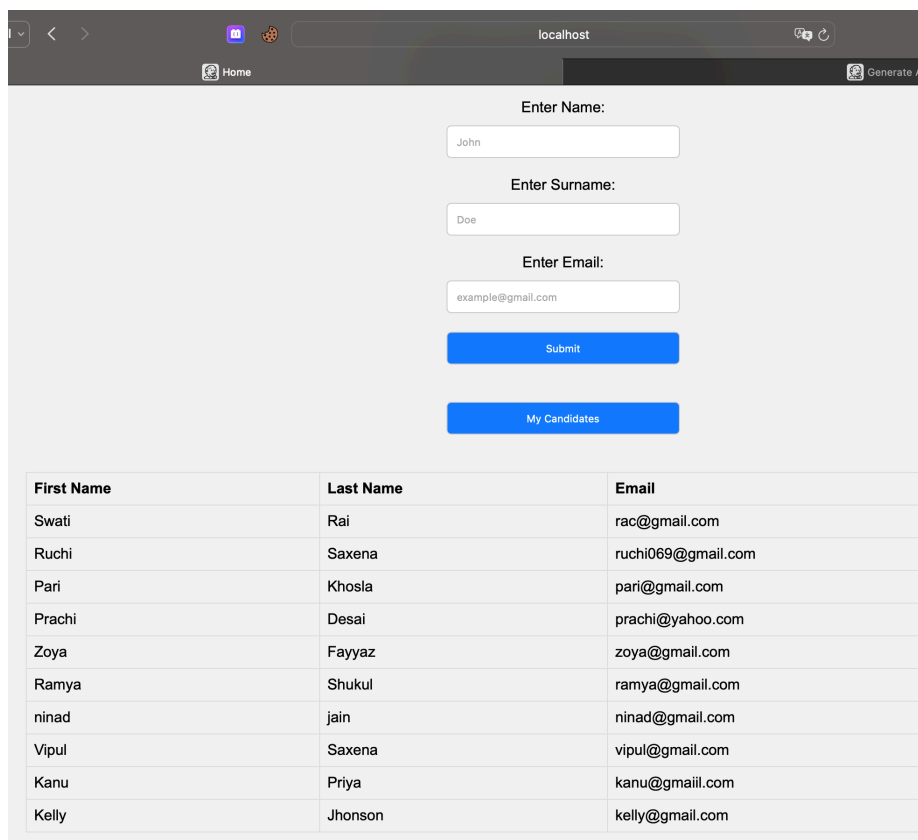 localhost
Home
Generate
Enter Name:
John
Enter Surname:
Doe
Enter Email:
example@gmail.com
Submit
My Candidates
First Name Last Name Email
Swati Rai rac@gmail.com
Ruchi Saxena ruchi069@gmail.com
Pari Khosla pari@gmail.com
Prachi Desai prachi@yahoo.com
Zoya Fayyaz zoya@gmail.com
Ramya Shukul ramya@gmail.com
ninad jain ninad@gmail.com
Vipul Saxena vipul@gmail.com
Kanu Priya kanu@gmaiil.com
Kelly Jhonson kelly@gmail.com